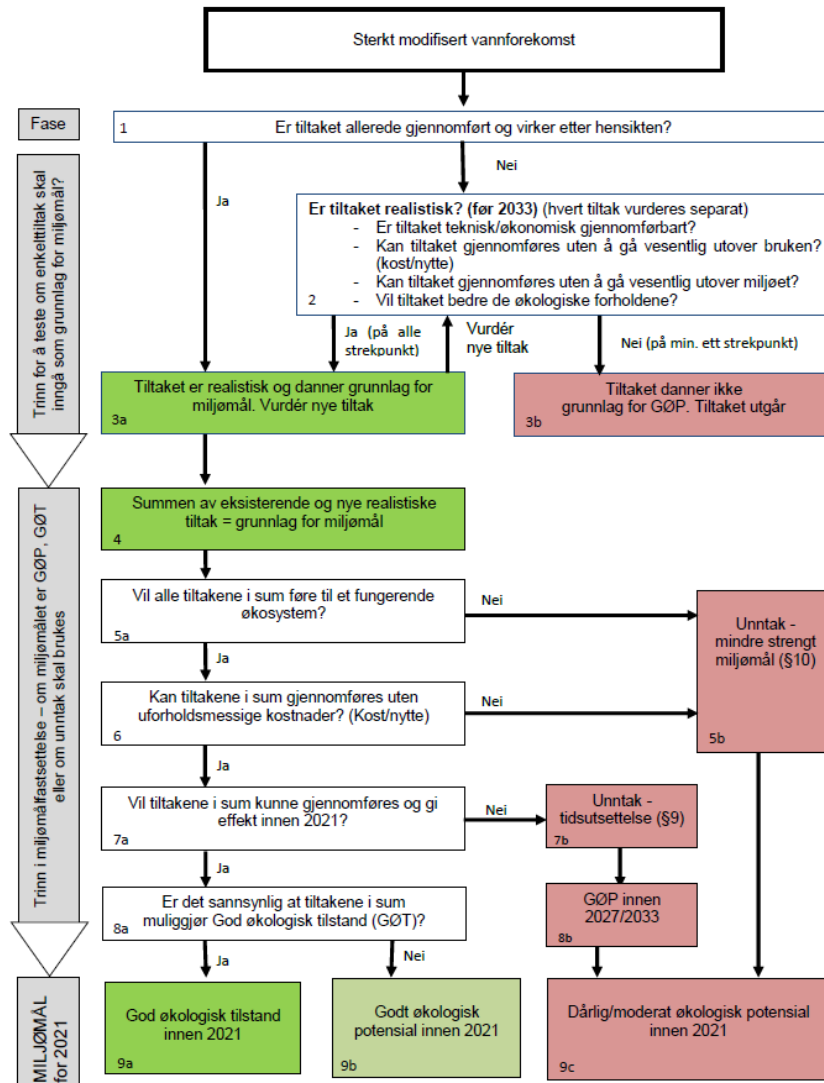 Sterkt modifisert vannforekomst
Fase
1
Er tiltaket allerede gjennomført og virker etter hensikten?
Ja
Nei
Trinn for å teste om enkelttiltak skal
inngå som grunnlag for miljømål?
Er tiltaket realistisk? (før 2033) (hvert tiltak vurderes separat)
- Er tiltaket teknisk/økonomisk gjennomførbart?
- Kan tiltaket gjennomføres uten å gå vesentlig utover bruken?
(kost/nytte)
- Kan tiltaket gjennomføres uten å gå vesentlig utover miljøet?
2 - Vil tiltaket bedre de økologiske forholdene?
Ja (på alle
strekpunkt)
Vurdér
nye tiltak
Nei (på min. ett strekpunkt)
Tiltaket er realistisk og danner grunnlag for
miljømål. Vurdér nye tiltak
3a
Tiltaket danner ikke
grunnlag for GØP. Tiltaket utgår
3b
Trinn i miljømålfastsettelse – om miljømålet er GØP, GØT
eller om unntak skal brukes
Summen av eksisterende og nye realistiske
tiltak = grunnlag for miljømål
4
Vil alle tiltakene i sum føre til et fungerende
økosystem?
5a
Nei
Ja
Unntak -
mindre strengt
miljømål (§10)
5b
Kan tiltakene i sum gjennomføres uten
uforholdsmessige kostnader? (Kost/nytte)
6
Nei
Ja
Vil tiltakene i sum kunne gjennomføres og gi
effekt innen 2021?
7a
Nei
Ja
Unntak -
tidsutsettelse (§9)
7b
Er det sannsynlig at tiltakene i sum
muliggjør God økologisk tilstand (GØT)?
8a
Ja
Nei
GØP innen
2027/2033
8b
MILJØMÅL
for 2021
God økologisk tilstand
innen 2021
9a
Godt økologisk
potensial innen 2021
9b
Dårlig/moderat økologisk potensial
innen 2021
9c